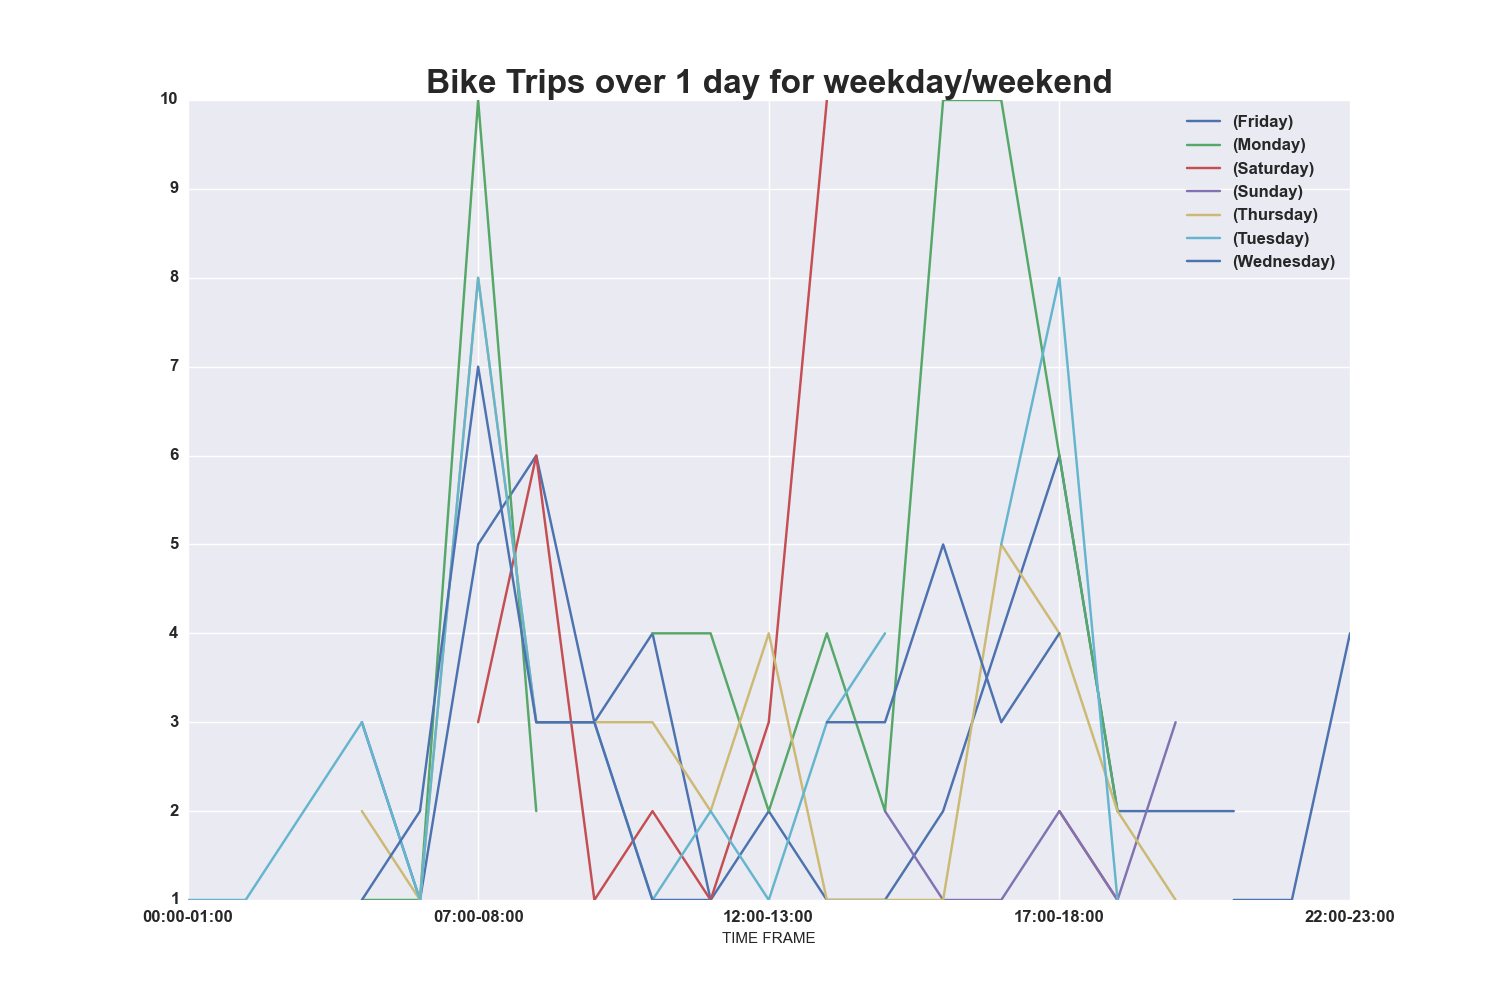 Bike Trips over 1 day for weekday/weekend
10
9
8
7
6
5
4
3
2
1
(Friday)
(Monday)
(Saturday)
(Sunday)
(Thursday)
(Tuesday)
(Wednesday)
00:00-01:00 07:00-08:00 12:00-13:00 17:00-18:00 22:00-23:00
TIME FRAME